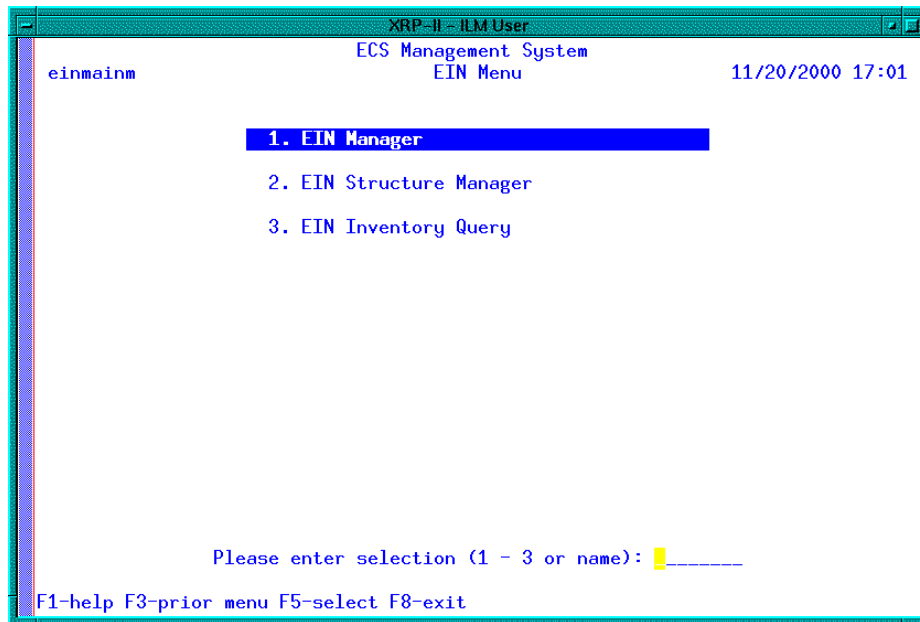 XRP-II - ILM User
ECS Management System
einmainm EIN Menu 11/20/2000 17:01
1. EIN Manager
2. EIN Structure Manager
3. EIN Inventory Query
Please enter selection (1 - 3 or name): ________
F1-help F3-prior menu F5-select F8-exit